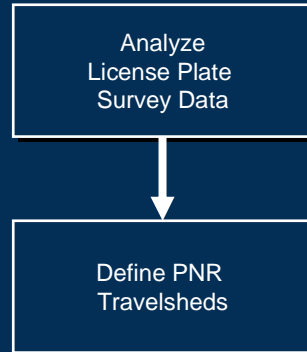 Analyze
License Plate
Survey Data
Define PNR
Travelsheds